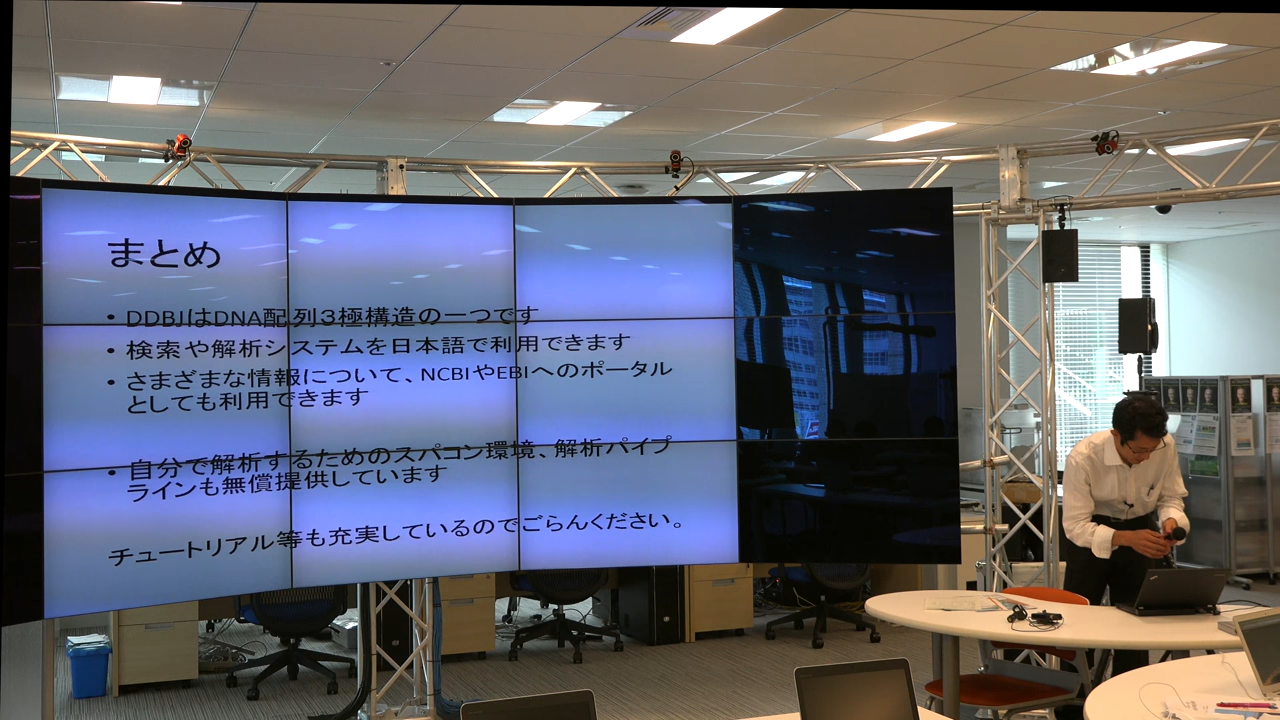 まとめ
• DDBJはDNA配列3極構造の一つです
• 検索や解析システムを日本語で利用できます
• さまざまな情報につい NCBIやEBIへのポータル
としても利用できます
• 自分で解析するためのスパコン環境、解析パイプ
ラインも無償提供しています
チュートリアル等も充実しているのでごらんください。